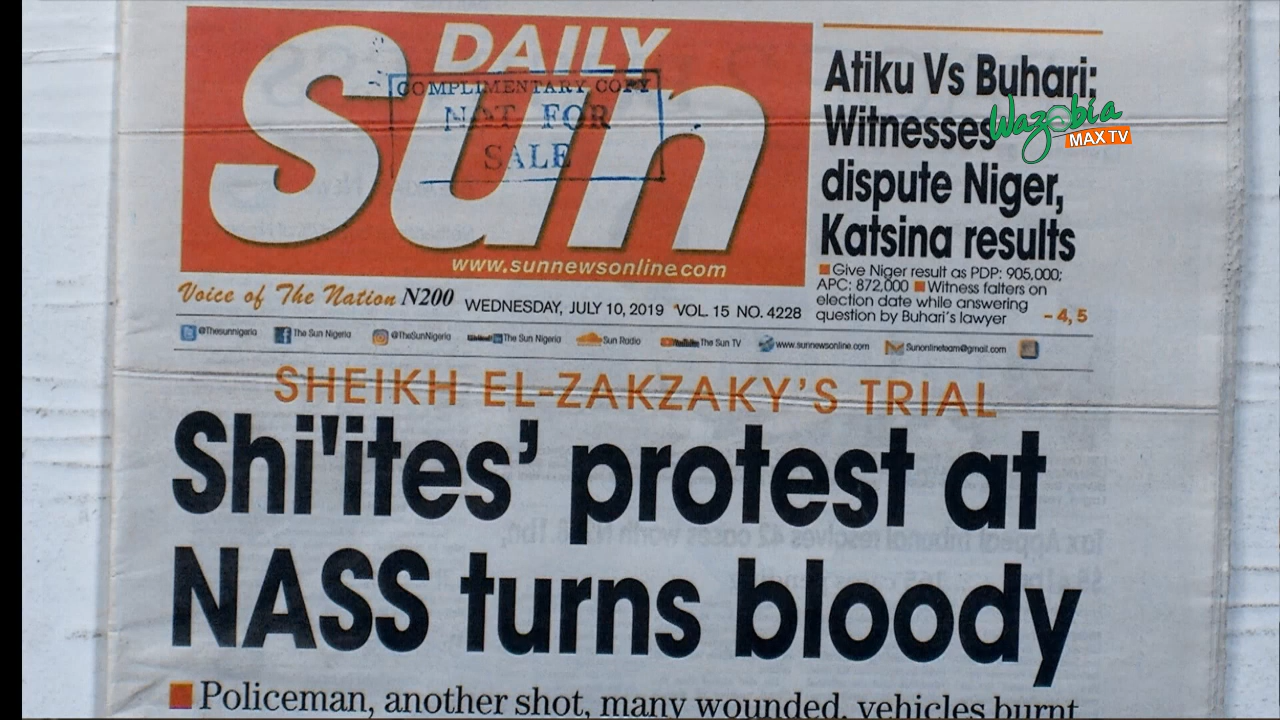 DAILY
Sun
COMPLIMENTARY COPY
NOT FOR
SALE
www.sunnewsonline.com
Voice of The Nation N200
WEDNESDAY, JULY 10, 2019 VOL. 15 NO. 4228
Atiku Vs Buhari:
Witnesses
dispute Niger,
Katsina results
Give Niger result as PDP: 905,000;
APC: 872,000 Witness falters on
election date while answering
question by Buhari's lawyer – 4, 5
Wazobia
MAX TV
@Thesunnigeria The Sun Nigeria @TheSunNigeria The Sun Nigeria Sun Radio YouTube The Sun TV www.sunnewsonline.com Sunonlineteam@gmail.com
SHEIKH EL-ZAKZAKY'S TRIAL
Shi'ites' protest at
NASS turns bloody
Policeman, another shot, many wounded, vehicles burnt